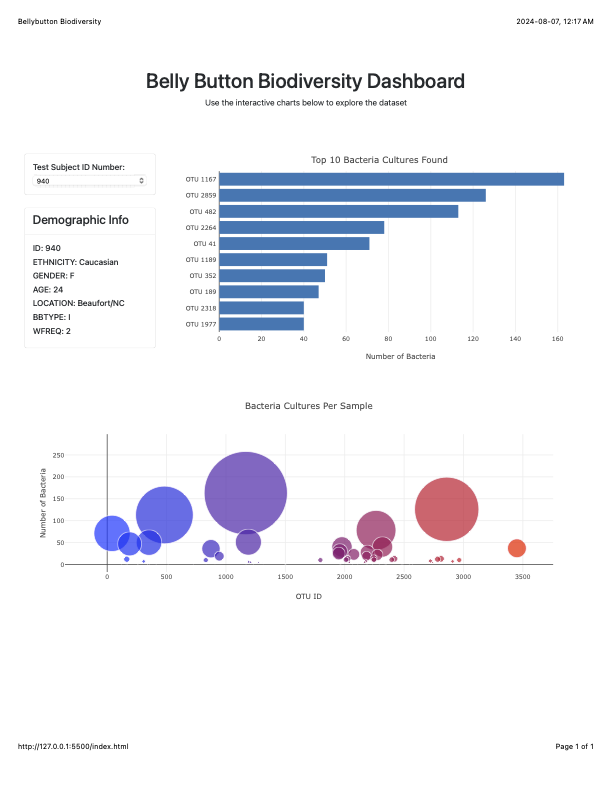 Bellybutton Biodiversity
2024-08-07, 12:17 AM
Belly Button Biodiversity Dashboard
Use the interactive charts below to explore the dataset
Test Subject ID Number:
940
Demographic Info
ID: 940
ETHNICITY: Caucasian
GENDER: F
AGE: 24
LOCATION: Beaufort/NC
BBTYPE: I
WFREQ: 2
Top 10 Bacteria Cultures Found
OTU 1167
OTU 2859
OTU 482
OTU 2264
OTU 41
OTU 1189
OTU 352
OTU 189
OTU 2318
OTU 1977
0 20 40 60 80 100 120 140 160
Number of Bacteria
Bacteria Cultures Per Sample
Number of Bacteria
250
200
150
100
50
0
0 500 1000 1500 2000 2500 3000 3500
OTU ID
http://127.0.0.1:5500/index.html
Page 1 of 1